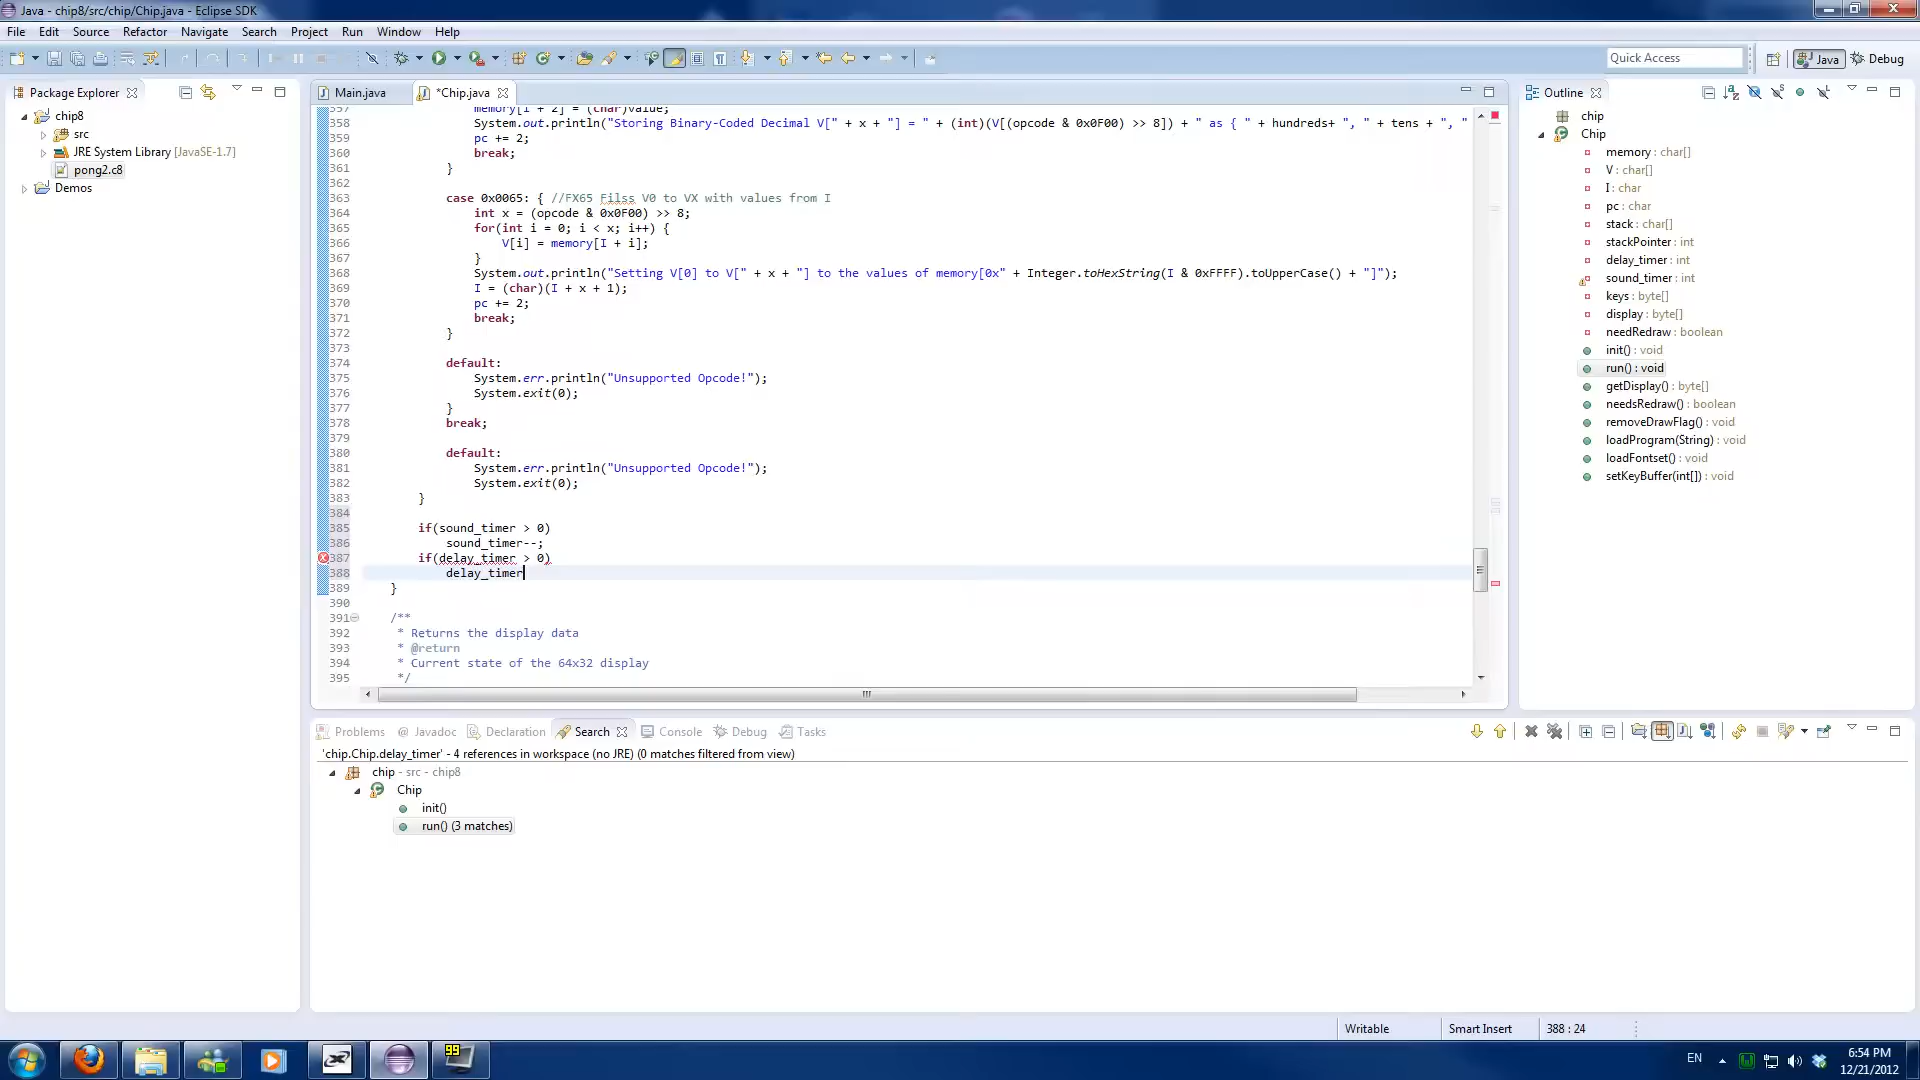 Java - chip8/src/chip/Chip.java - Eclipse SDK
File Edit Source Refactor Navigate Search Project Run Window Help
Quick Access
Java
Debug
Package Explorer
chip8
src
JRE System Library [JavaSE-1.7]
pong2.c8
Demos
Main.java
*Chip.java
357 memory[I + 2] = (char)value;
358 System.out.println("Storing Binary-Coded Decimal V[" + x + "] = " + (int)(V[(opcode & 0x0F00) >> 8]) + " as { " + hundreds+ ", " + tens + ", "
359 pc += 2;
360 break;
361 }
362
363 case 0x0065: { //FX65 Filss V0 to VX with values from I
364 int x = (opcode & 0x0F00) >> 8;
365 for(int i = 0; i < x; i++) {
366 V[i] = memory[I + i];
367 }
368 System.out.println("Setting V[0] to V[" + x + "] to the values of memory[0x" + Integer.toHexString(I & 0xFFFF).toUpperCase() + "]");
369 I = (char)(I + x + 1);
370 pc += 2;
371 break;
372 }
373
374 default:
375 System.err.println("Unsupported Opcode!");
376 System.exit(0);
377 }
378 break;
379
380 default:
381 System.err.println("Unsupported Opcode!");
382 System.exit(0);
383 }
384
385 if(sound_timer > 0)
386 sound_timer--;
387 if(delay_timer > 0)
388 delay_timer
389 }
390
391 /**
392 * Returns the display data
393 * @return
394 * Current state of the 64x32 display
395 */
Outline
chip
Chip
memory : char[]
V : char[]
I : char
pc : char
stack : char[]
stackPointer : int
delay_timer : int
sound_timer : int
keys : byte[]
display : byte[]
needRedraw : boolean
init() : void
run() : void
getDisplay() : byte[]
needsRedraw() : boolean
removeDrawFlag() : void
loadProgram(String) : void
loadFontset() : void
setKeyBuffer(int[]) : void
Problems @ Javadoc Declaration Search Console Debug Tasks
'chip.Chip.delay_timer' - 4 references in workspace (no JRE) (0 matches filtered from view)
chip - src - chip8
Chip
init()
run() (3 matches)
Writable
Smart Insert
388 : 24
99
EN
6:54 PM
12/21/2012